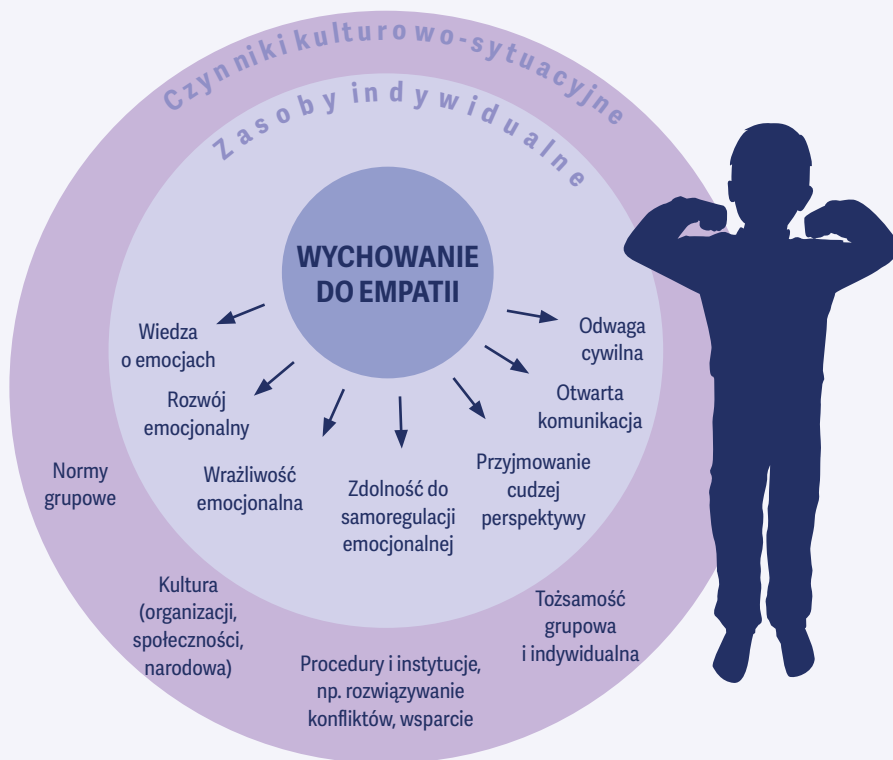 Czynniki kulturowo-sytuacyjne
Zasoby indywidualne
WYCHOWANIE
DO EMPATII
Wiedza
o emocjach
Rozwój
emocjonalny
Wrażliwość
emocjonalna
Zdolność do
samoregulacji
emocjonalnej
Przyjmowanie
cudzej
perspektywy
Otwarta
komunikacja
Odwaga
cywilna
Normy
grupowe
Kultura
(organizacji,
społeczności,
narodowa)
Procedury i instytucje,
np. rozwiązywanie
konfliktów, wsparcie
Tożsamość
grupowa
i indywidualna